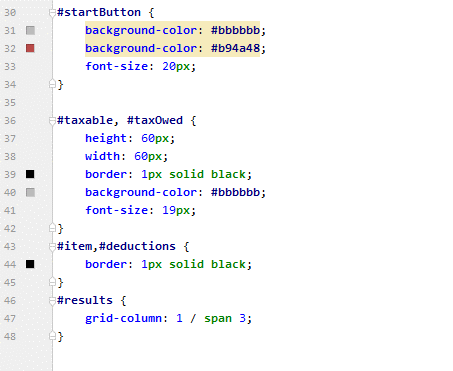 30 #startButton {
31 background-color: #bbbbbb;
32 background-color: #b94a48;
33 font-size: 20px;
34 }
35
36 #taxable, #taxOwed {
37 height: 60px;
38 width: 60px;
39 border: 1px solid black;
40 background-color: #bbbbbb;
41 font-size: 19px;
42 }
43 #item,#deductions {
44 border: 1px solid black;
45 }
46 #results {
47 grid-column: 1 / span 3;
48 }